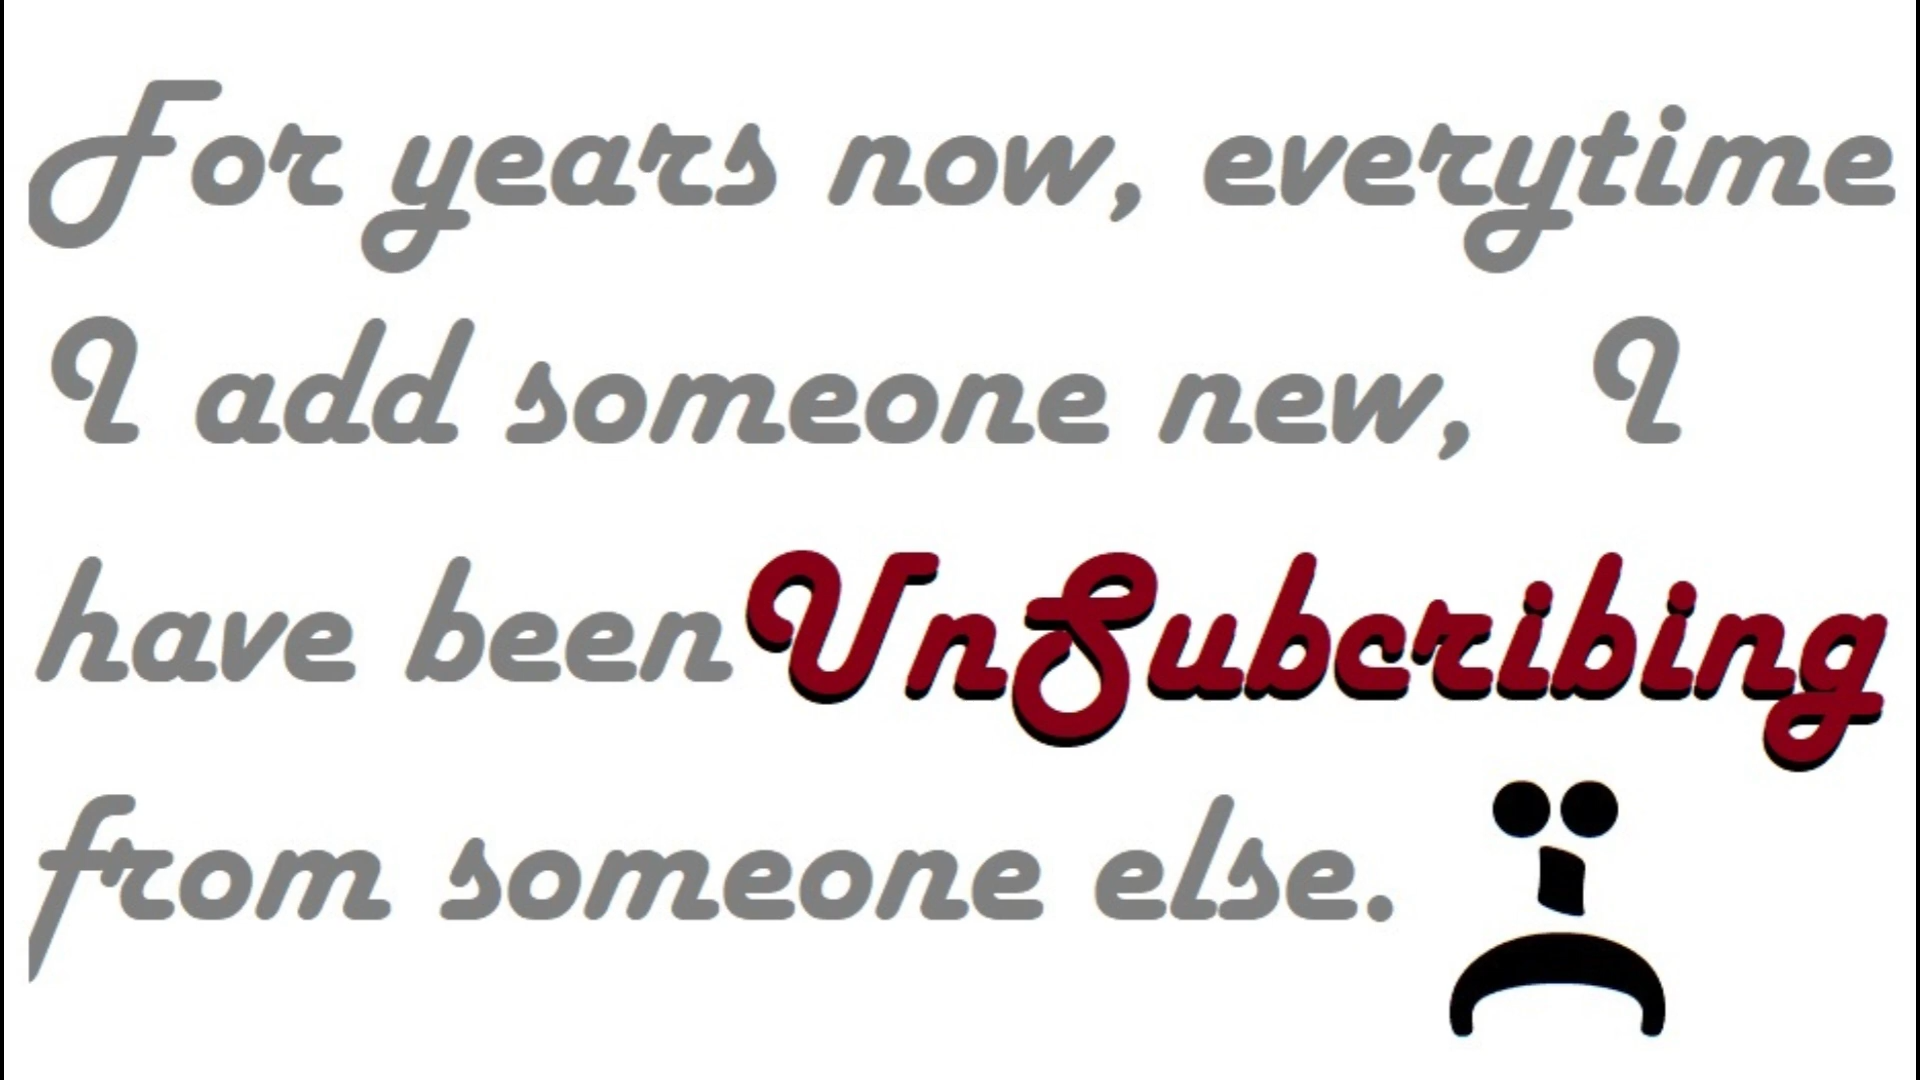 For years now, everytime
I add someone new, I
have been UnSubcribing
from someone else.